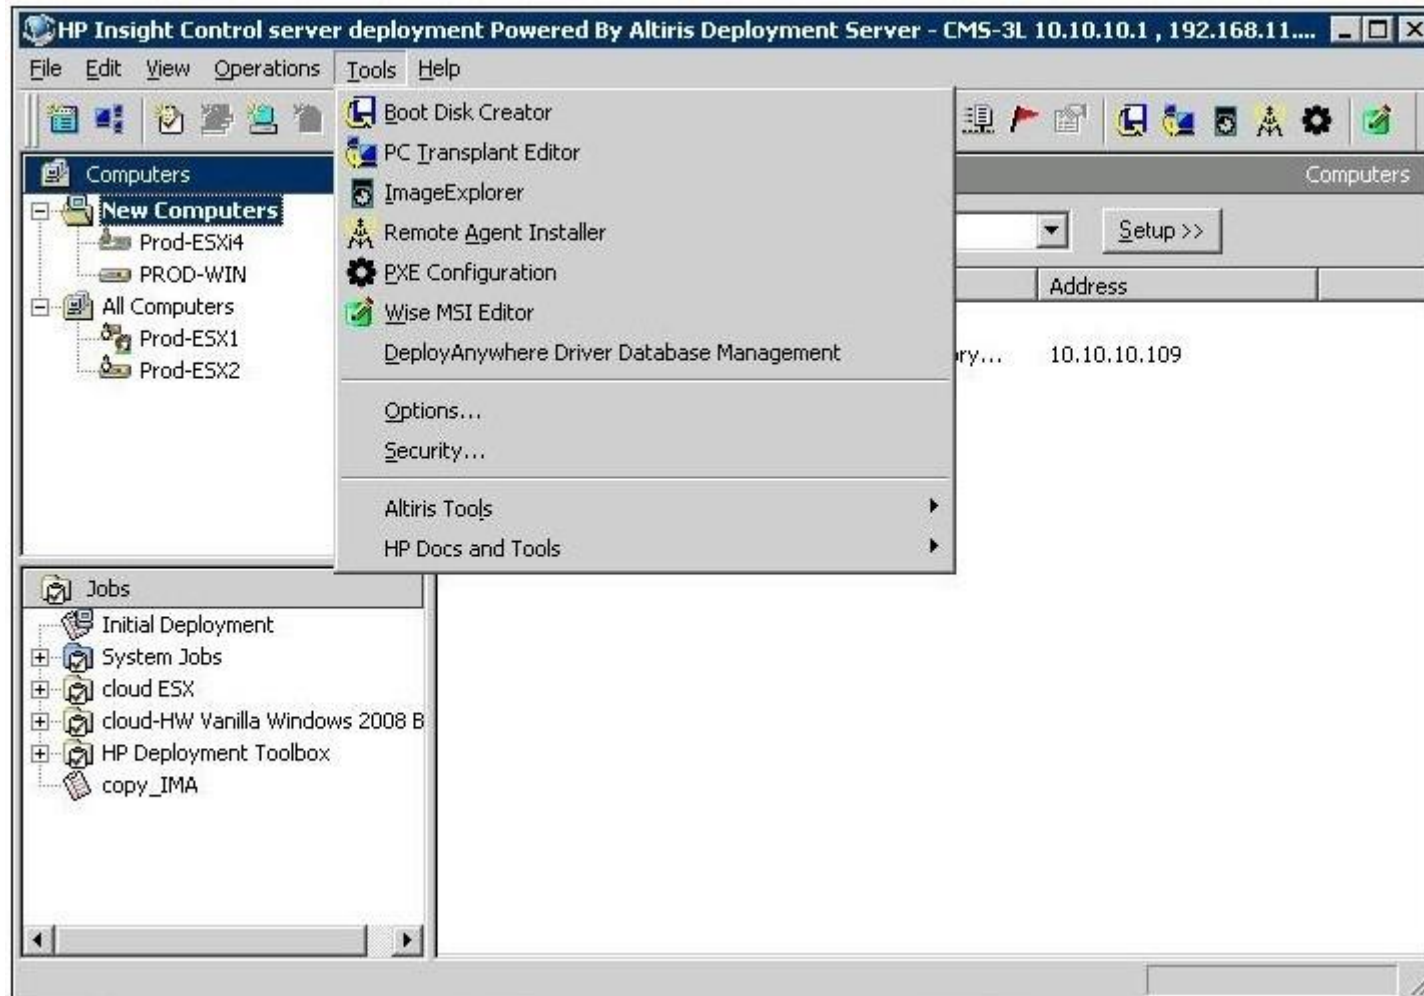 HP Insight Control server deployment Powered By Altiris Deployment Server - CMS-3L 10.10.10.1 , 192.168.11....
File Edit View Operations Tools Help
Boot Disk Creator
PC Transplant Editor
ImageExplorer
Remote Agent Installer
PXE Configuration
Wise MSI Editor
DeployAnywhere Driver Database Management
Options...
Security...
Altiris Tools
HP Docs and Tools
Computers
New Computers
Prod-ESXi4
PROD-WIN
All Computers
Prod-ESX1
Prod-ESX2
Computers
Setup >>
Address
10.10.10.109
Jobs
Initial Deployment
System Jobs
cloud ESX
cloud-HW Vanilla Windows 2008 B
HP Deployment Toolbox
copy_IMA